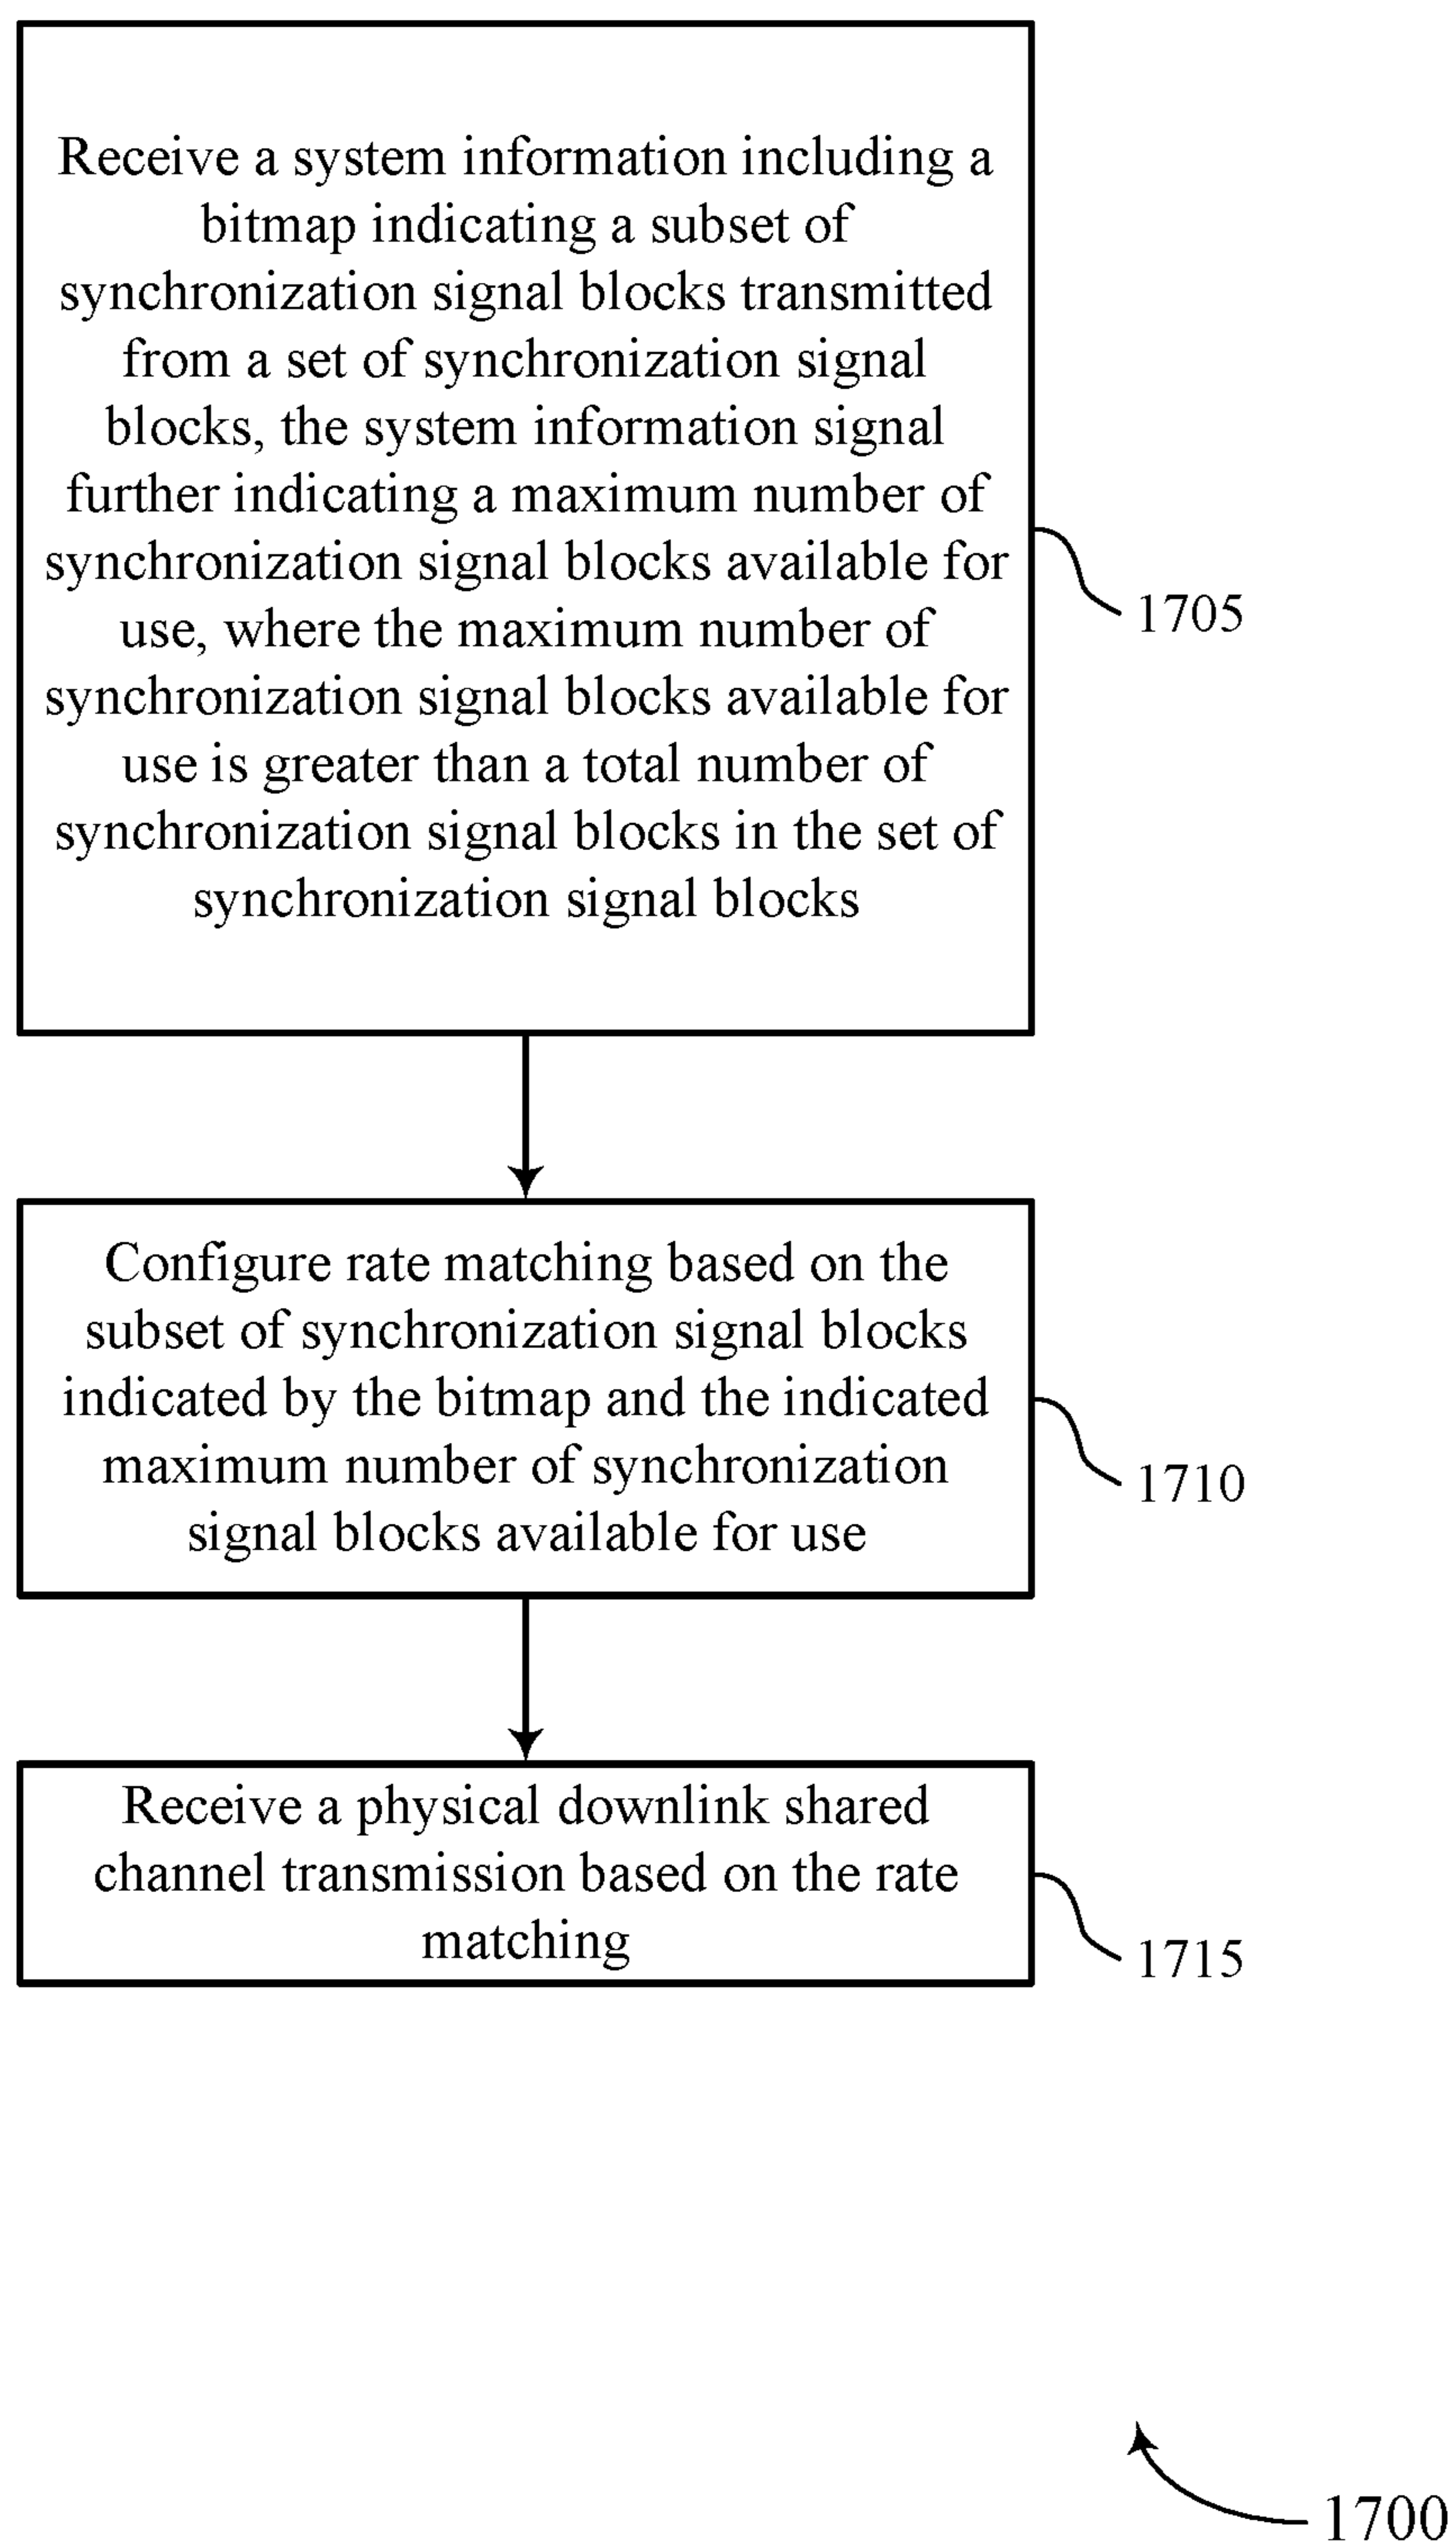 Receive a system information including a
bitmap indicating a subset of
synchronization signal blocks transmitted
from a set of synchronization signal
blocks, the system information signal
further indicating a maximum number of
synchronization signal blocks available for
use, where the maximum number of
synchronization signal blocks available for
use is greater than a total number of
synchronization signal blocks in the set of
synchronization signal blocks
1705
Configure rate matching based on the
subset of synchronization signal blocks
indicated by the bitmap and the indicated
maximum number of synchronization
signal blocks available for use
1710
Receive a physical downlink shared
channel transmission based on the rate
matching
1715
1700